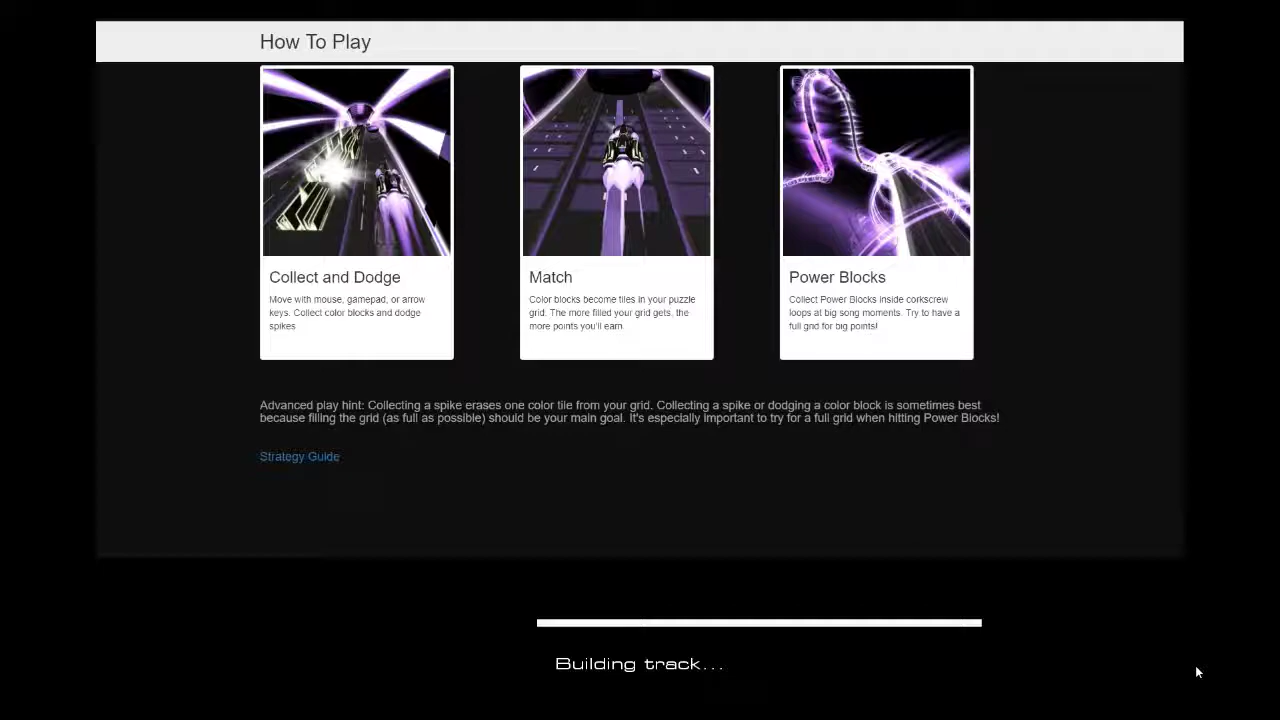 How To Play
Collect and Dodge
Move with mouse, gamepad, or arrow
keys. Collect color blocks and dodge
spikes
Match
Color blocks become tiles in your puzzle
grid. The more filled your grid gets, the
more points you'll earn.
Power Blocks
Collect Power Blocks inside corkscrew
loops at big song moments. Try to have a
full grid for big points!
Advanced play hint: Collecting a spike erases one color tile from your grid. Collecting a spike or dodging a color block is sometimes best
because filling the grid (as full as possible) should be your main goal. It's especially important to try for a full grid when hitting Power Blocks!
Strategy Guide
Building track...